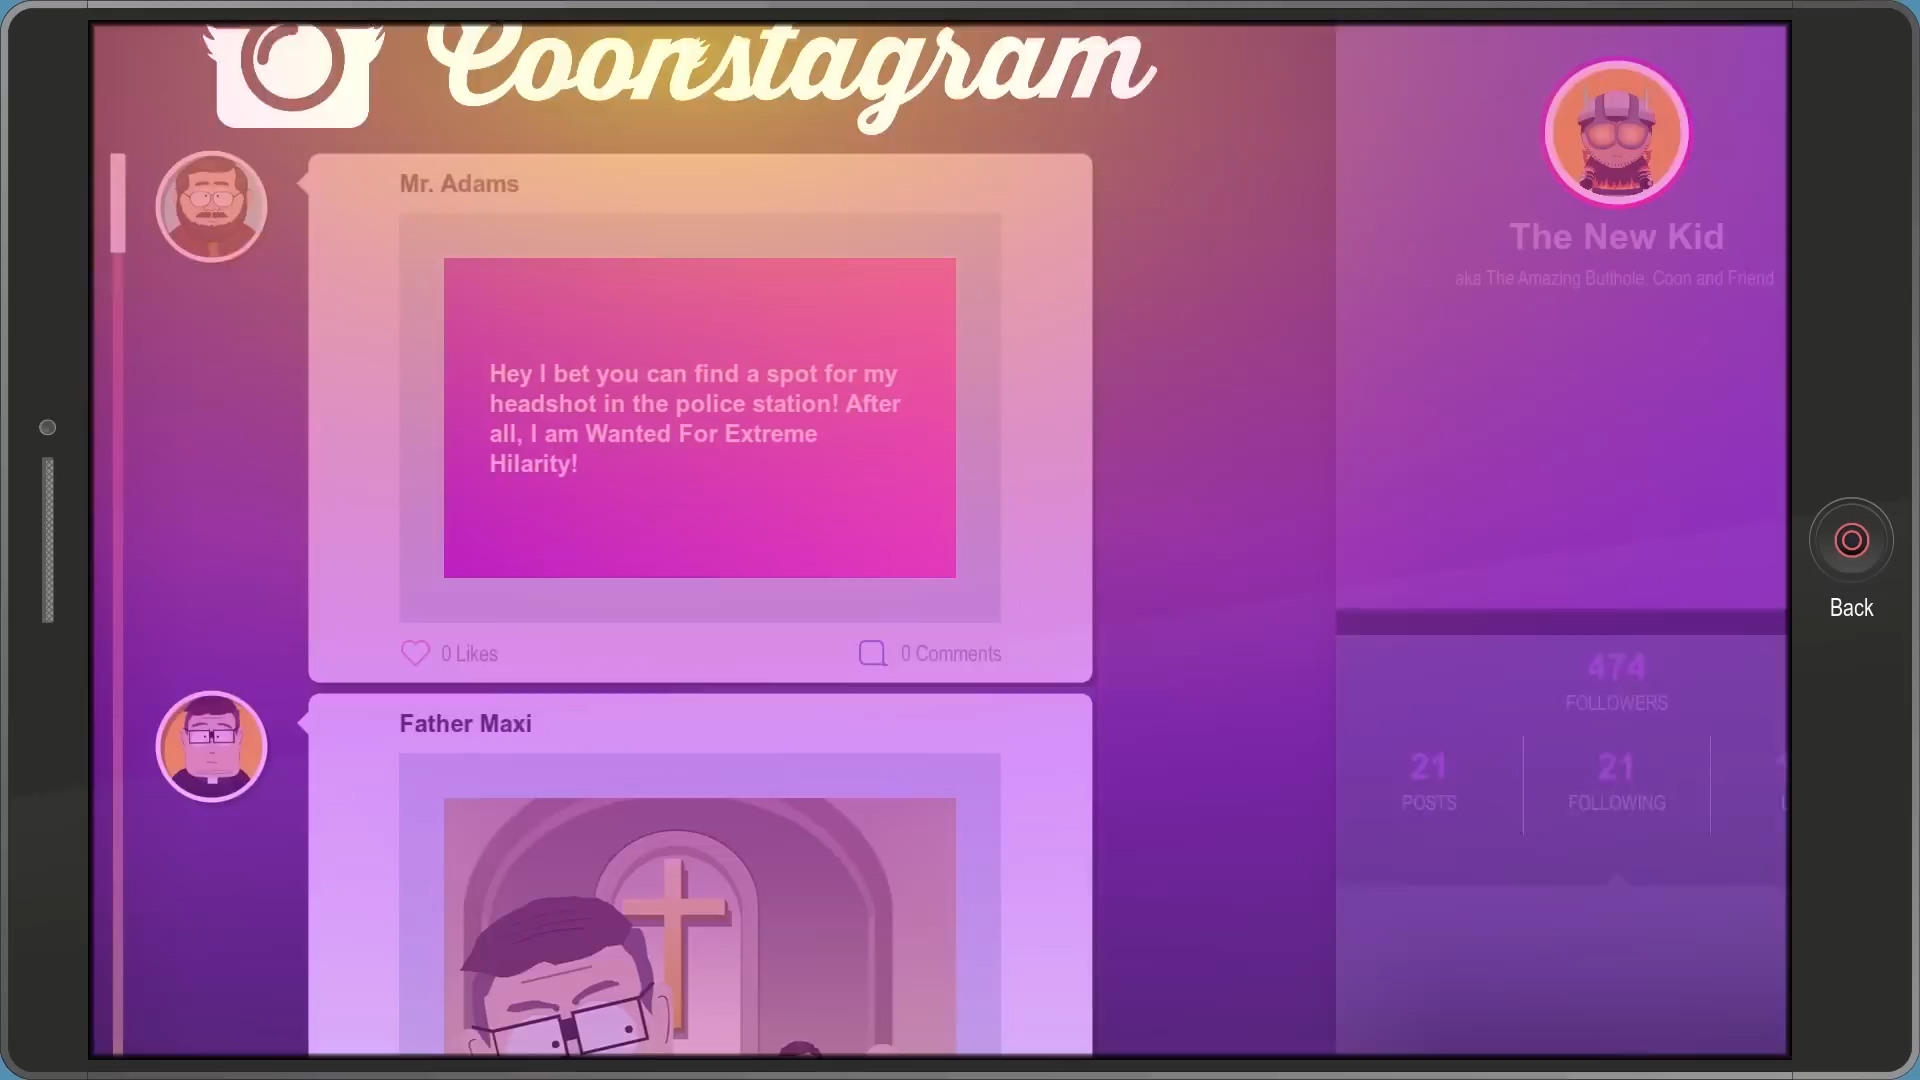 Coonstagram
Mr. Adams
Hey I bet you can find a spot for my
headshot in the police station! After
all, I am Wanted For Extreme
Hilarity!
0 Likes
0 Comments
Father Maxi
The New Kid
aka The Amazing Butthole. Coon and Friend
474
FOLLOWERS
21
POSTS
21
FOLLOWING
Back